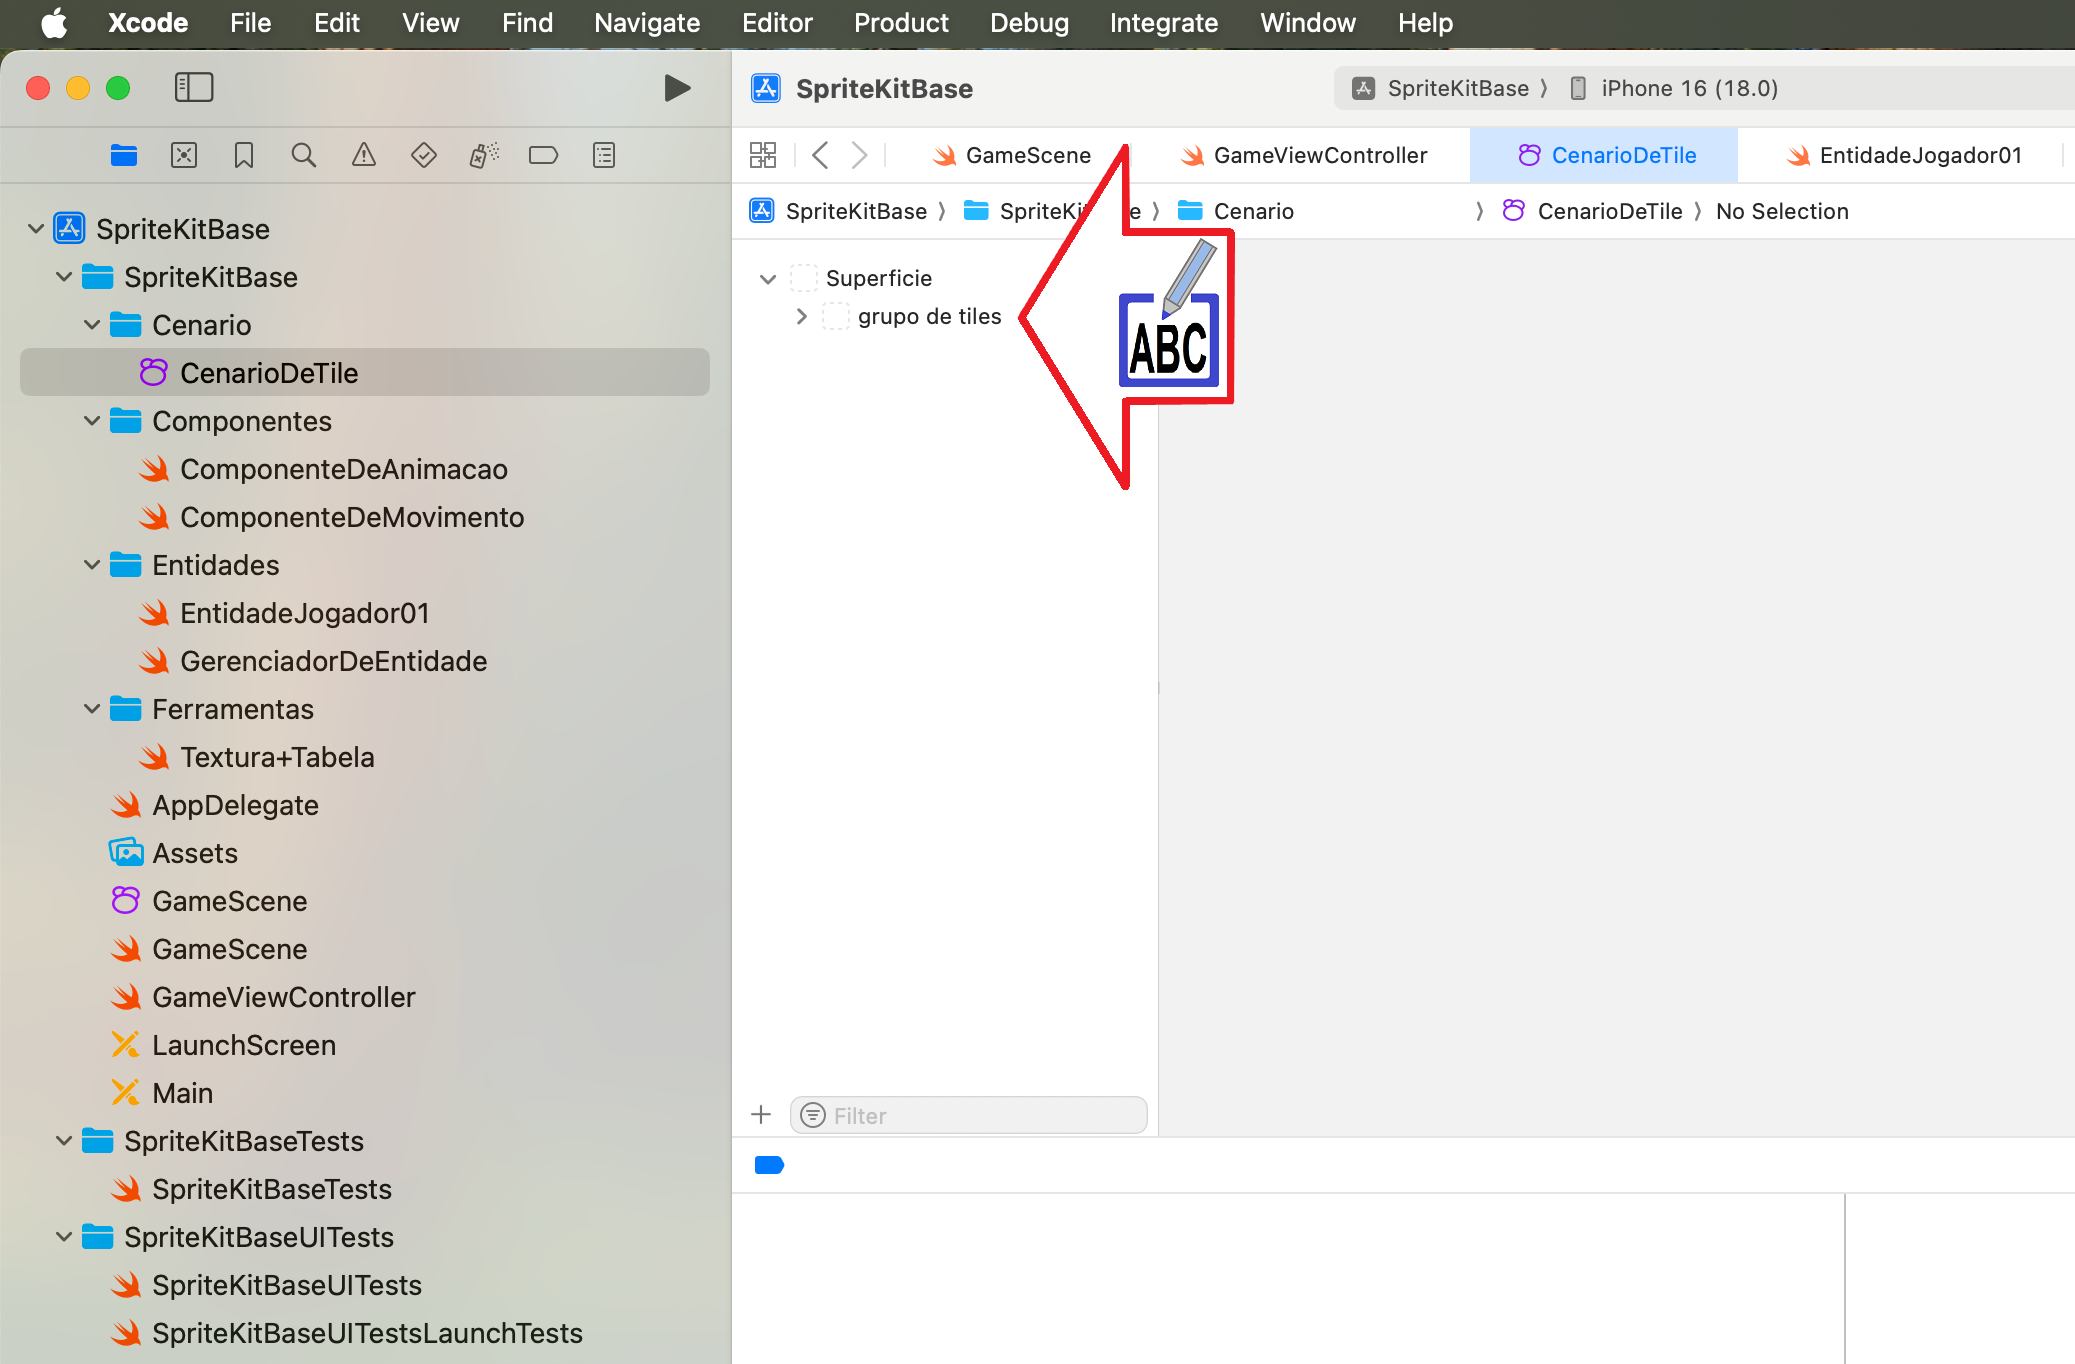 Xcode File Edit View Find Navigate Editor Product Debug Integrate Window Help
SpriteKitBase
SpriteKitBase 〉 iPhone 16 (18.0)
GameScene GameViewController CenarioDeTile EntidadeJogador01
SpriteKitBase 〉 SpriteKi e 〉 Cenario 〉 CenarioDeTile 〉 No Selection
SpriteKitBase
SpriteKitBase
Cenario
CenarioDeTile
Componentes
ComponenteDeAnimacao
ComponenteDeMovimento
Entidades
EntidadeJogador01
GerenciadorDeEntidade
Ferramentas
Textura+Tabela
AppDelegate
Assets
GameScene
GameScene
GameViewController
LaunchScreen
Main
SpriteKitBaseTests
SpriteKitBaseTests
SpriteKitBaseUITests
SpriteKitBaseUITests
SpriteKitBaseUITestsLaunchTests
Superficie
grupo de tiles
ABC
Filter